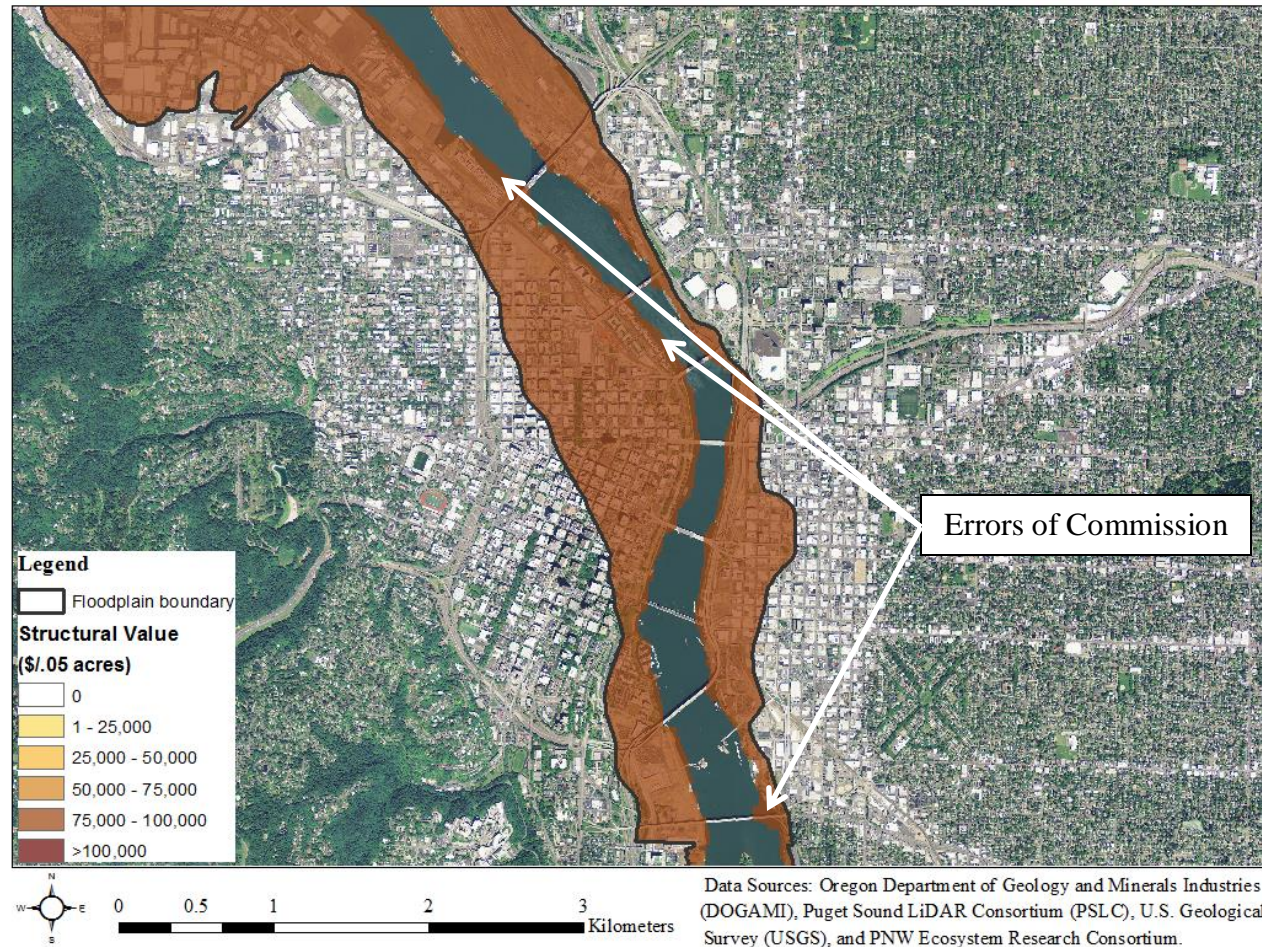 Errors of Commission
Legend
Floodplain boundary
Structural Value
($/.05 acres)
0
1 - 25,000
25,000 - 50,000
50,000 - 75,000
75,000 - 100,000
>100,000
N
W E
S
0 0.5 1 2 3
Kilometers
Data Sources: Oregon Department of Geology and Minerals Industries
(DOGAMI), Puget Sound LiDAR Consortium (PSLC), U.S. Geological
Survey (USGS), and PNW Ecosystem Research Consortium.